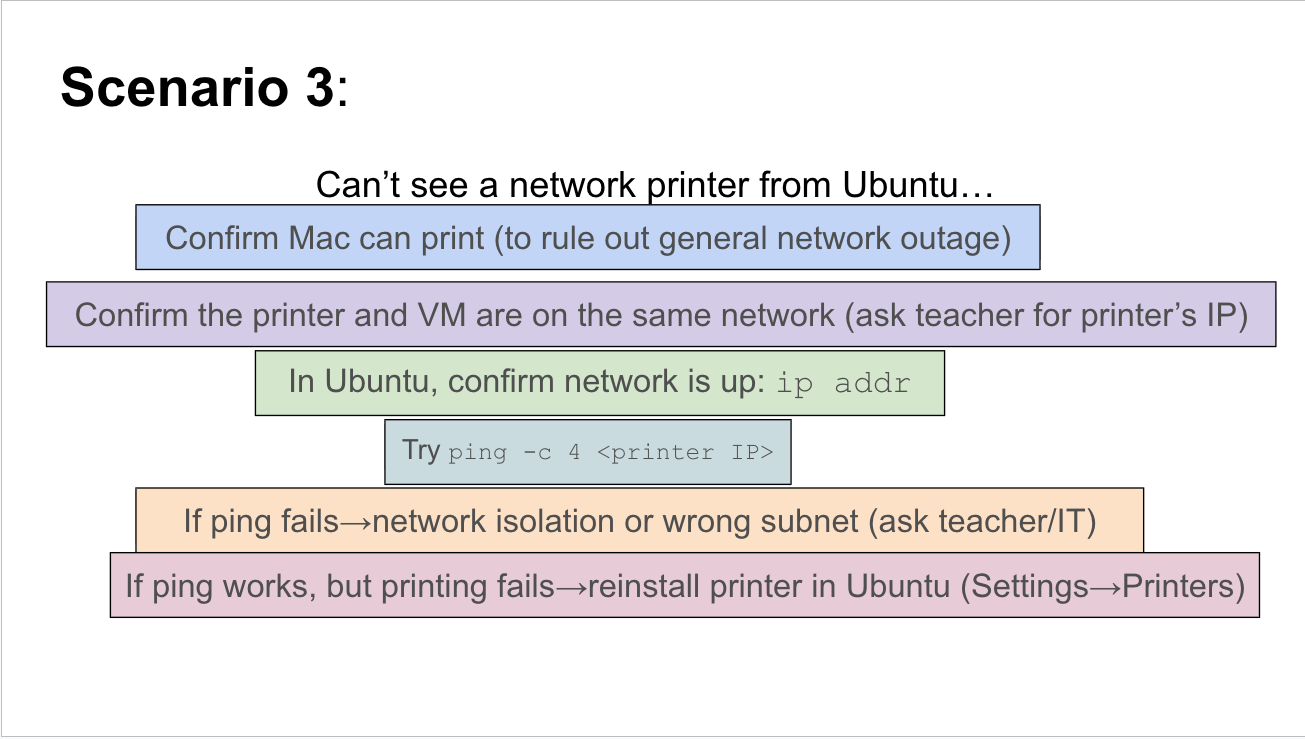 Scenario 3:
Can’t see a network printer from Ubuntu…
Confirm Mac can print (to rule out general network outage)
Confirm the printer and VM are on the same network (ask teacher for printer’s IP)
In Ubuntu, confirm network is up: ip addr
Try ping -c 4 <printer IP>
If ping fails→network isolation or wrong subnet (ask teacher/IT)
If ping works, but printing fails→reinstall printer in Ubuntu (Settings→Printers)